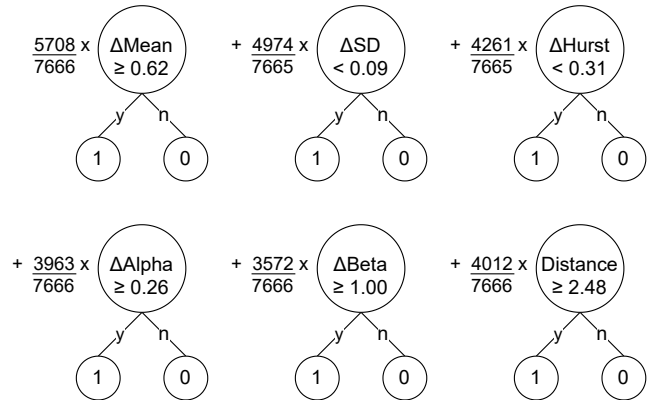 5708 x ΔMean + 4974 x ΔSD + 4261 x ΔHurst
7666 ≥ 0.62 7665 < 0.09 7665 < 0.31
y n y n y n
1 0 1 0 1 0
+ 3963 x ΔAlpha + 3572 x ΔBeta + 4012 x Distance
7666 ≥ 0.26 7666 ≥ 1.00 7666 ≥ 2.48
y n y n y n
1 0 1 0 1 0